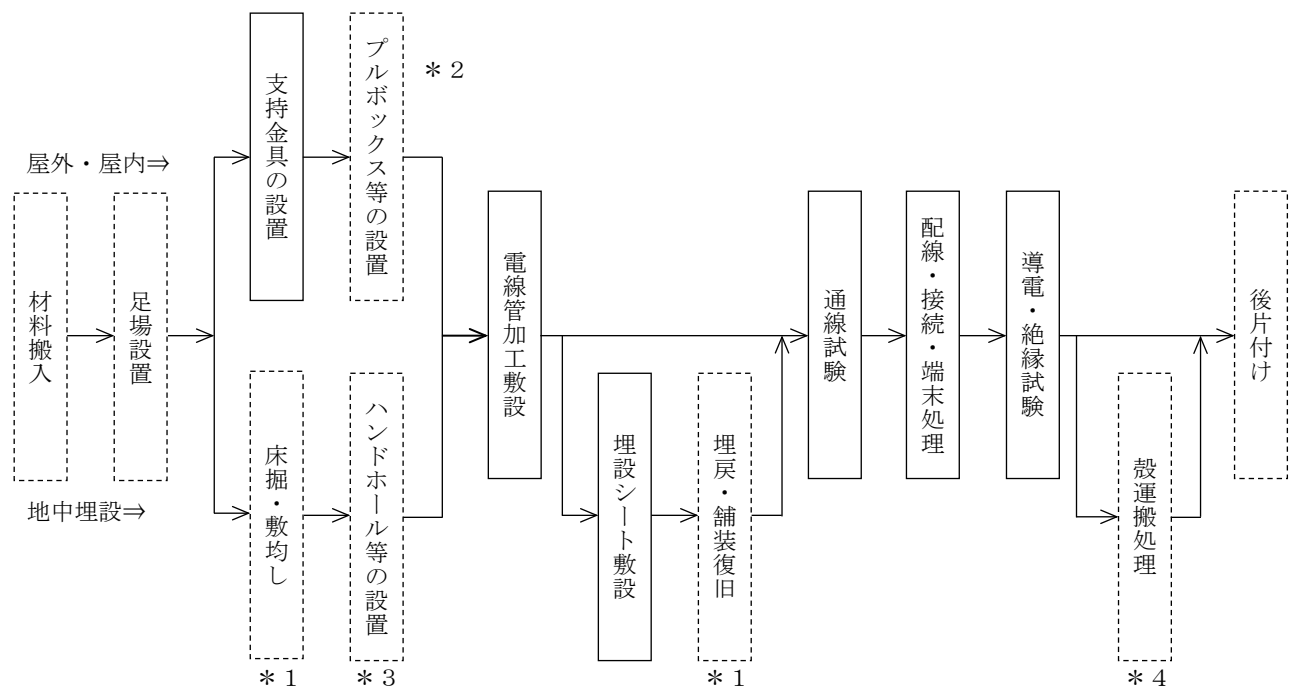 屋外・屋内⇒
地中埋設⇒
材料搬入
足場設置
支持金具の設置
プルボックス等の設置
＊２
床掘・敷均し
＊１
ハンドホール等の設置
＊３
電線管加工敷設
埋設シート敷設
埋戻・舗装復旧
＊１
通線試験
配線・接続・端末処理
導電・絶縁試験
殻運搬処理
＊４
後片付け